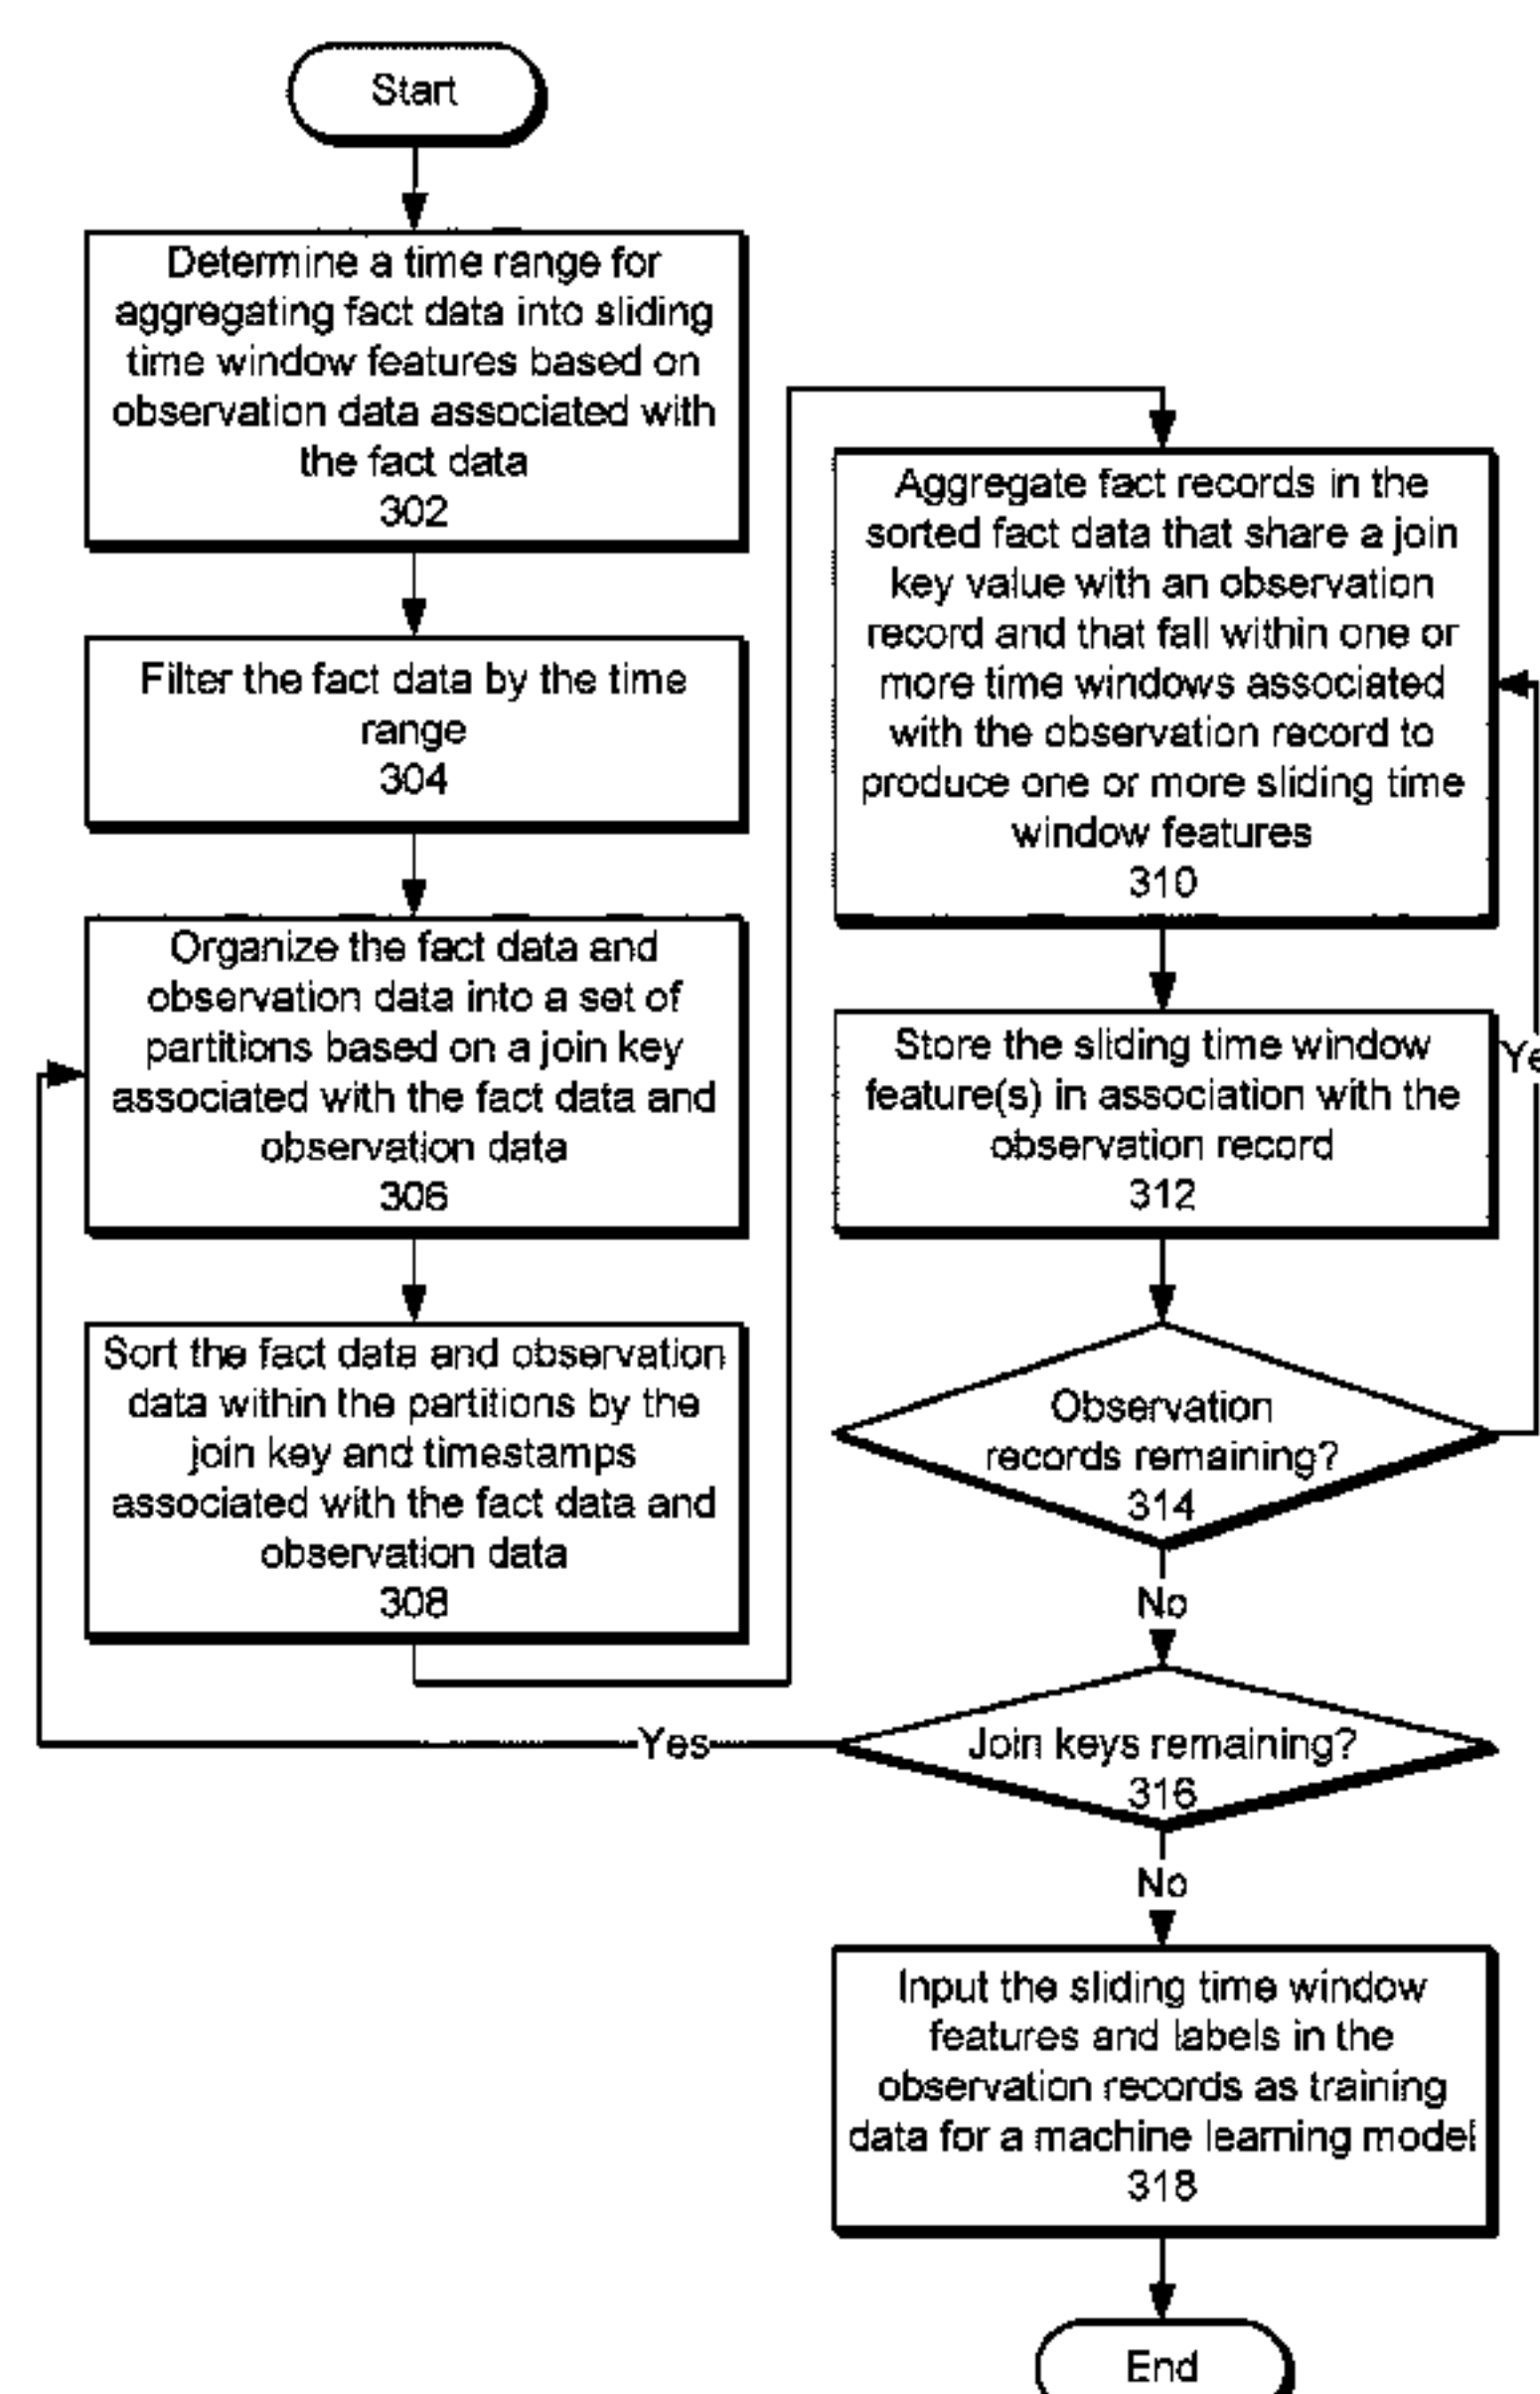 Start
Determine a time range for
aggregating fact data into sliding
time window features based on
observation data associated with
the fact data
302
Filter the fact data by the time
range
304
Organize the fact data and
observation data into a set of
partitions based on a join key
associated with the fact data and
observation data
306
Sort the fact data and observation
data within the partitions by the
join key and timestamps
associated with the fact data and
observation data
308
Aggregate fact records in the
sorted fact data that share a join
key value with an observation
record and that fall within one or
more time windows associated
with the observation record to
produce one or more sliding time
window features
310
Store the sliding time window
feature(s) in association with the
observation record
312
Observation
records remaining?
314
No
Join keys remaining?
316
Yes
No
Input the sliding time window
features and labels in the
observation records as training
data for a machine learning model
318
End